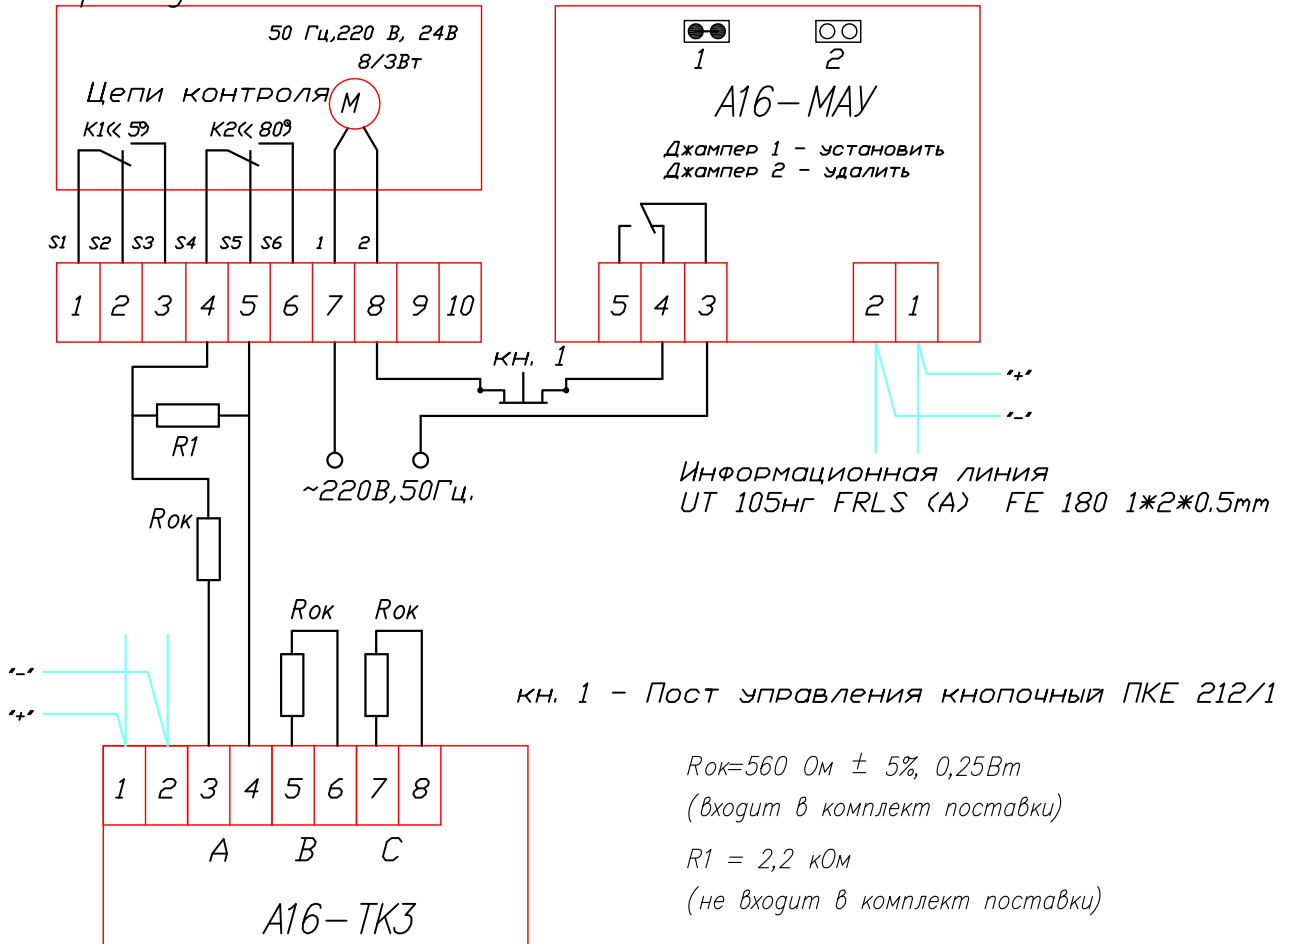 50 Гц,220 В, 24В
8/3Вт
Цепи контроля
М
К1(< 5°)
К2(< 80°)
S1 S2 S3 S4 S5 S6 1 2
1 2 3 4 5 6 7 8 9 10
1 2
А16-МАУ
Джампер 1 - установить
Джампер 2 - удалить
5 4 3 2 1
кн. 1
"+"
"-"
R1
~220В,50Гц.
Информационная линия
UT 105нг FRLS (A) FE 180 1*2*0.5mm
Rок
Rок Rок
"-"
"+"
кн. 1 - Пост управления кнопочный ПКЕ 212/1
Rок=560 Ом ± 5%, 0,25Вт
(входит в комплект поставки)
R1 = 2,2 кОм
(не входит в комплект поставки)
1 2 3 4 5 6 7 8
A B C
А16-ТК3